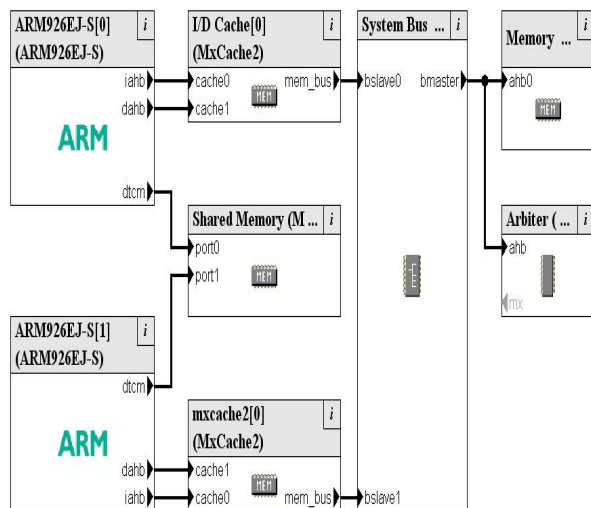 ARM926EJ-S[0] i
(ARM926EJ-S)
iahb
dahb
ARM
dtcm
I/D Cache[0] i
(MxCache2)
cache0 mem_bus
MEM
cache1
System Bus ... i
bslave0 bmaster
bslave1
Memory ... i
ahb0
MEM
Shared Memory (M ... i
port0
port1
MEM
Arbiter ( ... i
ahb
mx
ARM926EJ-S[1] i
(ARM926EJ-S)
dtcm
ARM
dahb
iahb
mxcache2[0] i
(MxCache2)
cache1
MEM
cache0 mem_bus